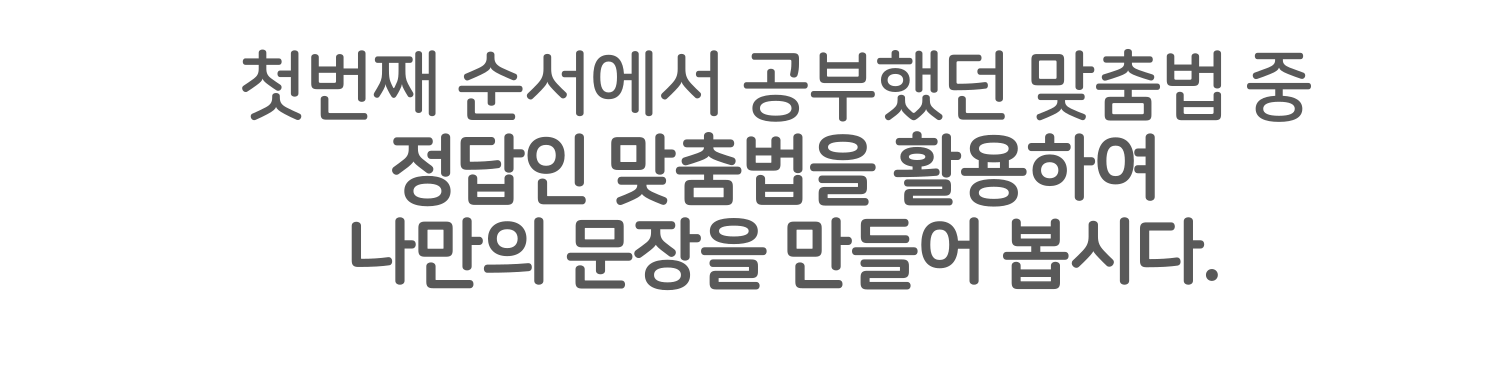 첫번째 순서에서 공부했던 맞춤법 중
정답인 맞춤법을 활용하여
나만의 문장을 만들어 봅시다.